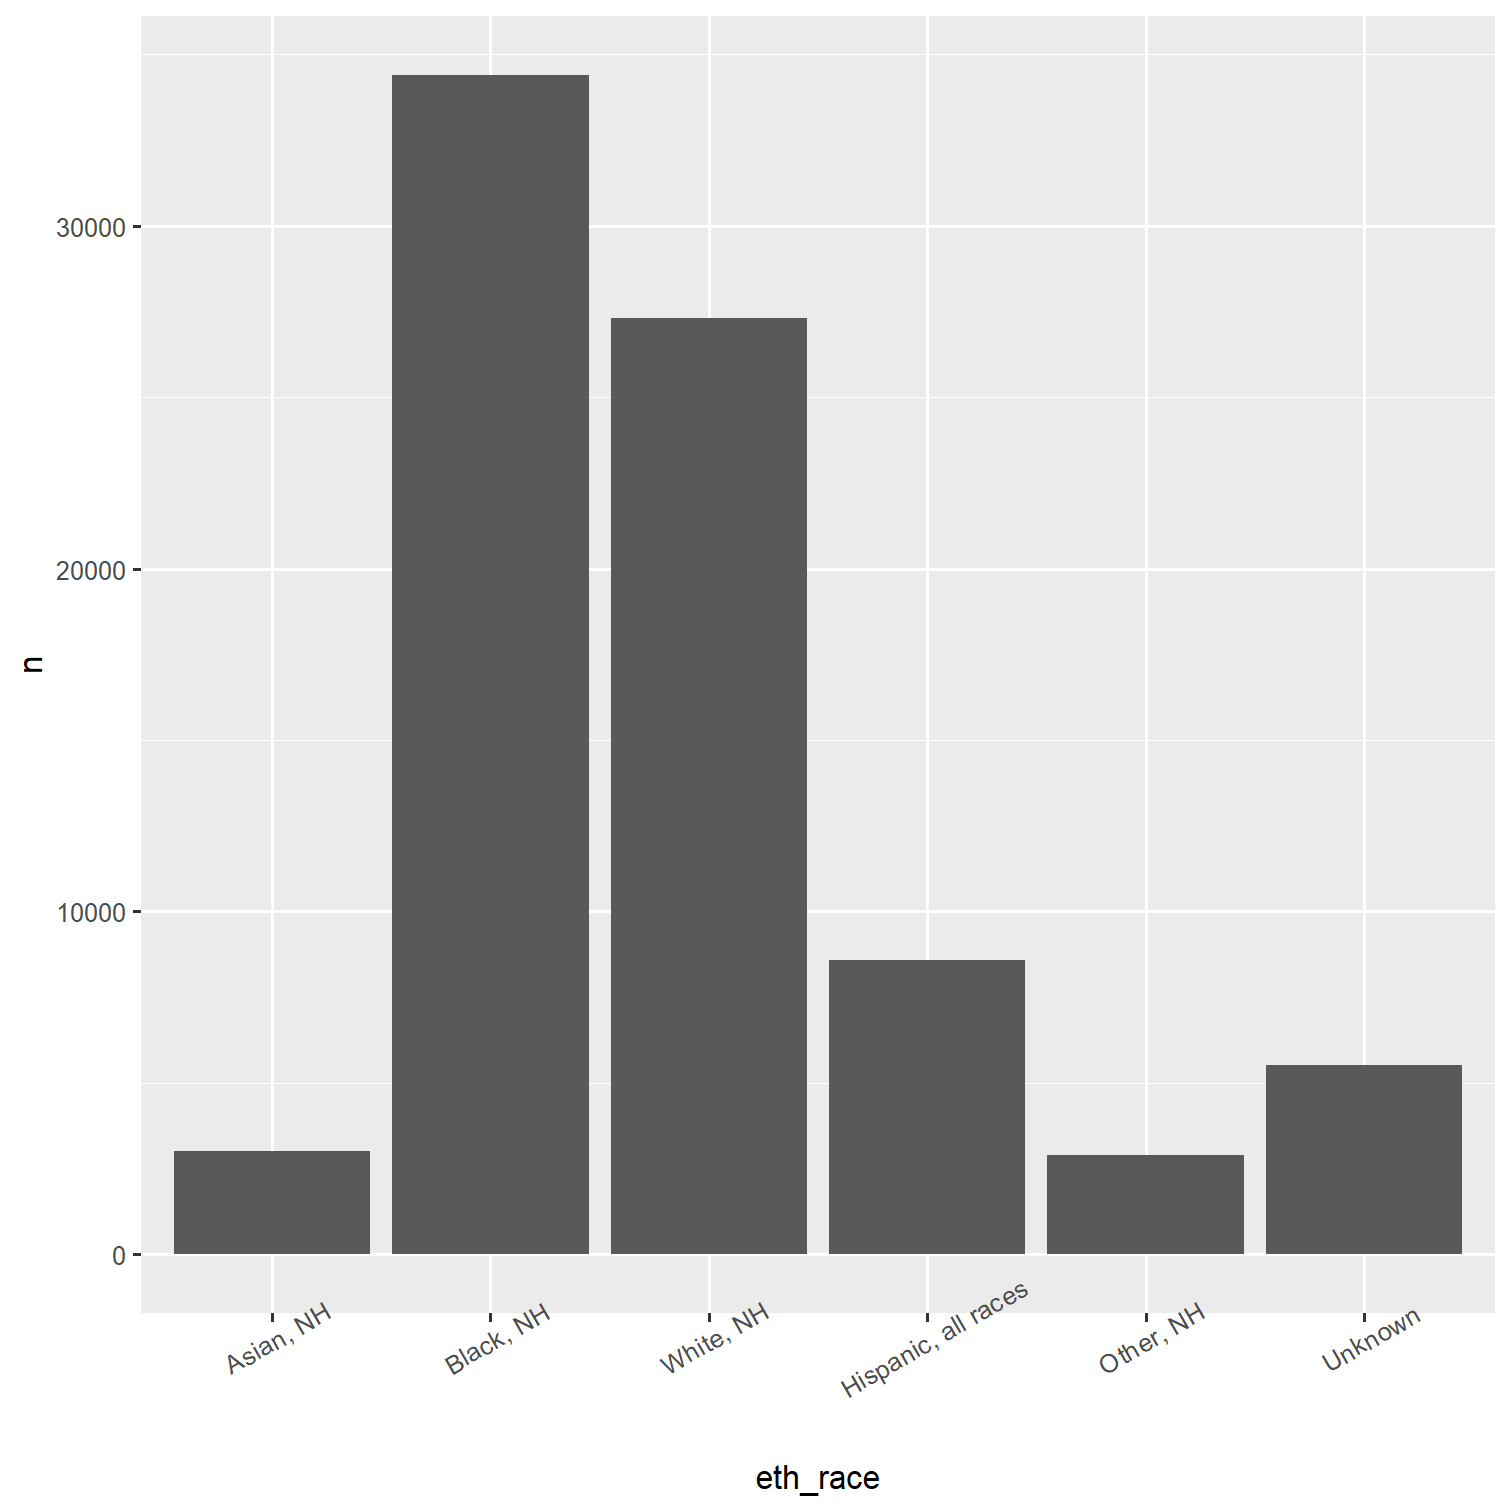 30000
20000
10000
0
n
Asian, NH
Black, NH
White, NH
Hispanic, all races
Other, NH
Unknown
eth_race